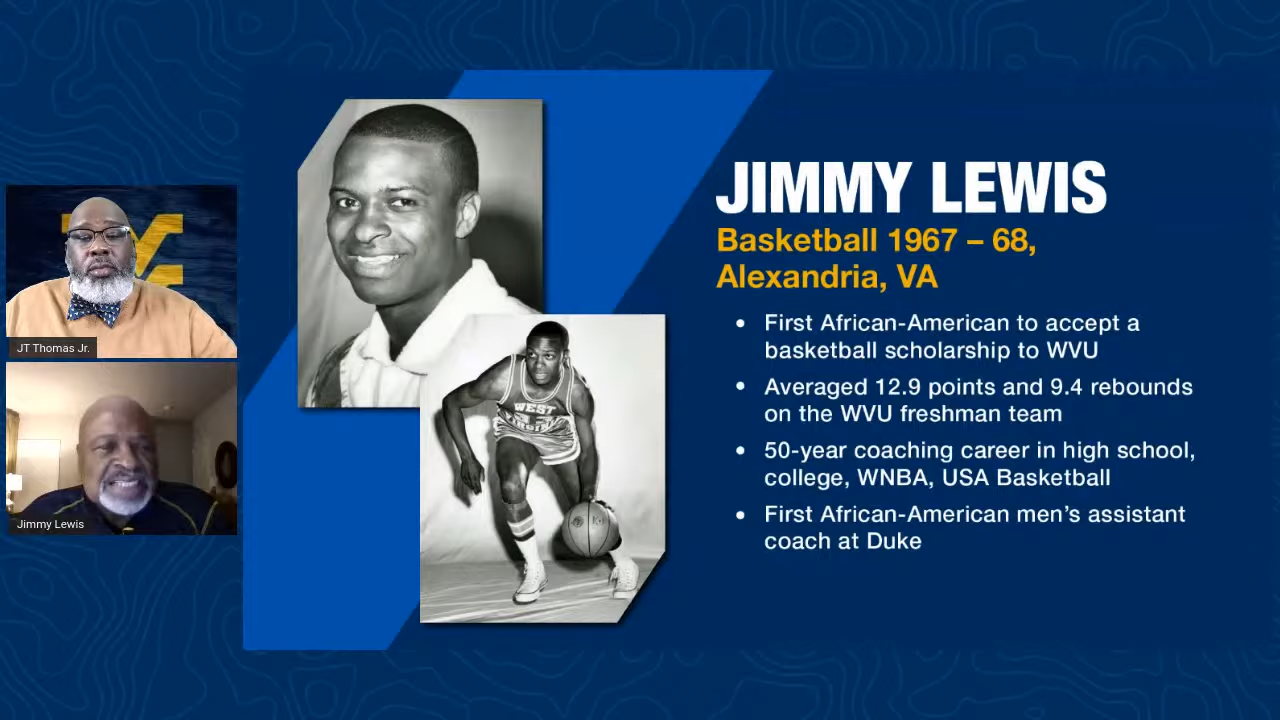 JIMMY LEWIS
Basketball 1967 – 68,
Alexandria, VA
• First African-American to accept a
basketball scholarship to WVU
• Averaged 12.9 points and 9.4 rebounds
on the WVU freshman team
• 50-year coaching career in high school,
college, WNBA, USA Basketball
• First African-American men's assistant
coach at Duke
JT Thomas Jr.
Jimmy Lewis
WEST
VIRGINIA